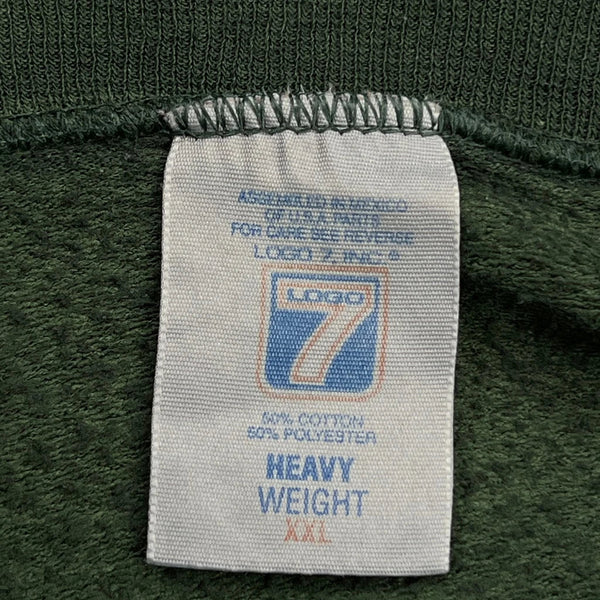 ASSEMBLED IN MEXICO
OF U.S.A. PARTS
FOR CARE SEE REVERSE
LOGO 7, INC.®
LOGO
7
50% COTTON
50% POLYESTER
HEAVY
WEIGHT
XXL